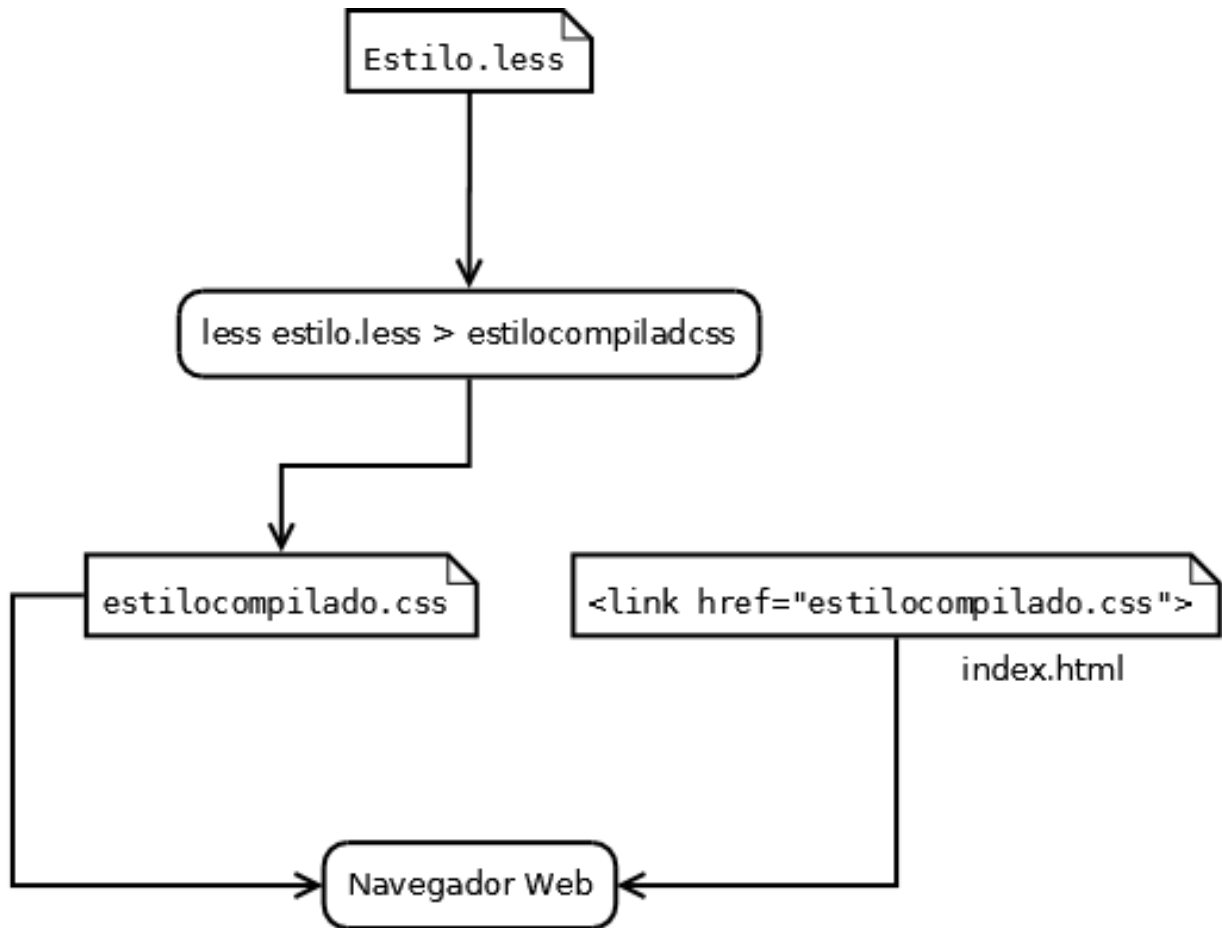 Estilo.less
less estilo.less > estilocompiladcss
estilocompilado.css
<link href="estilocompilado.css">
index.html
Navegador Web